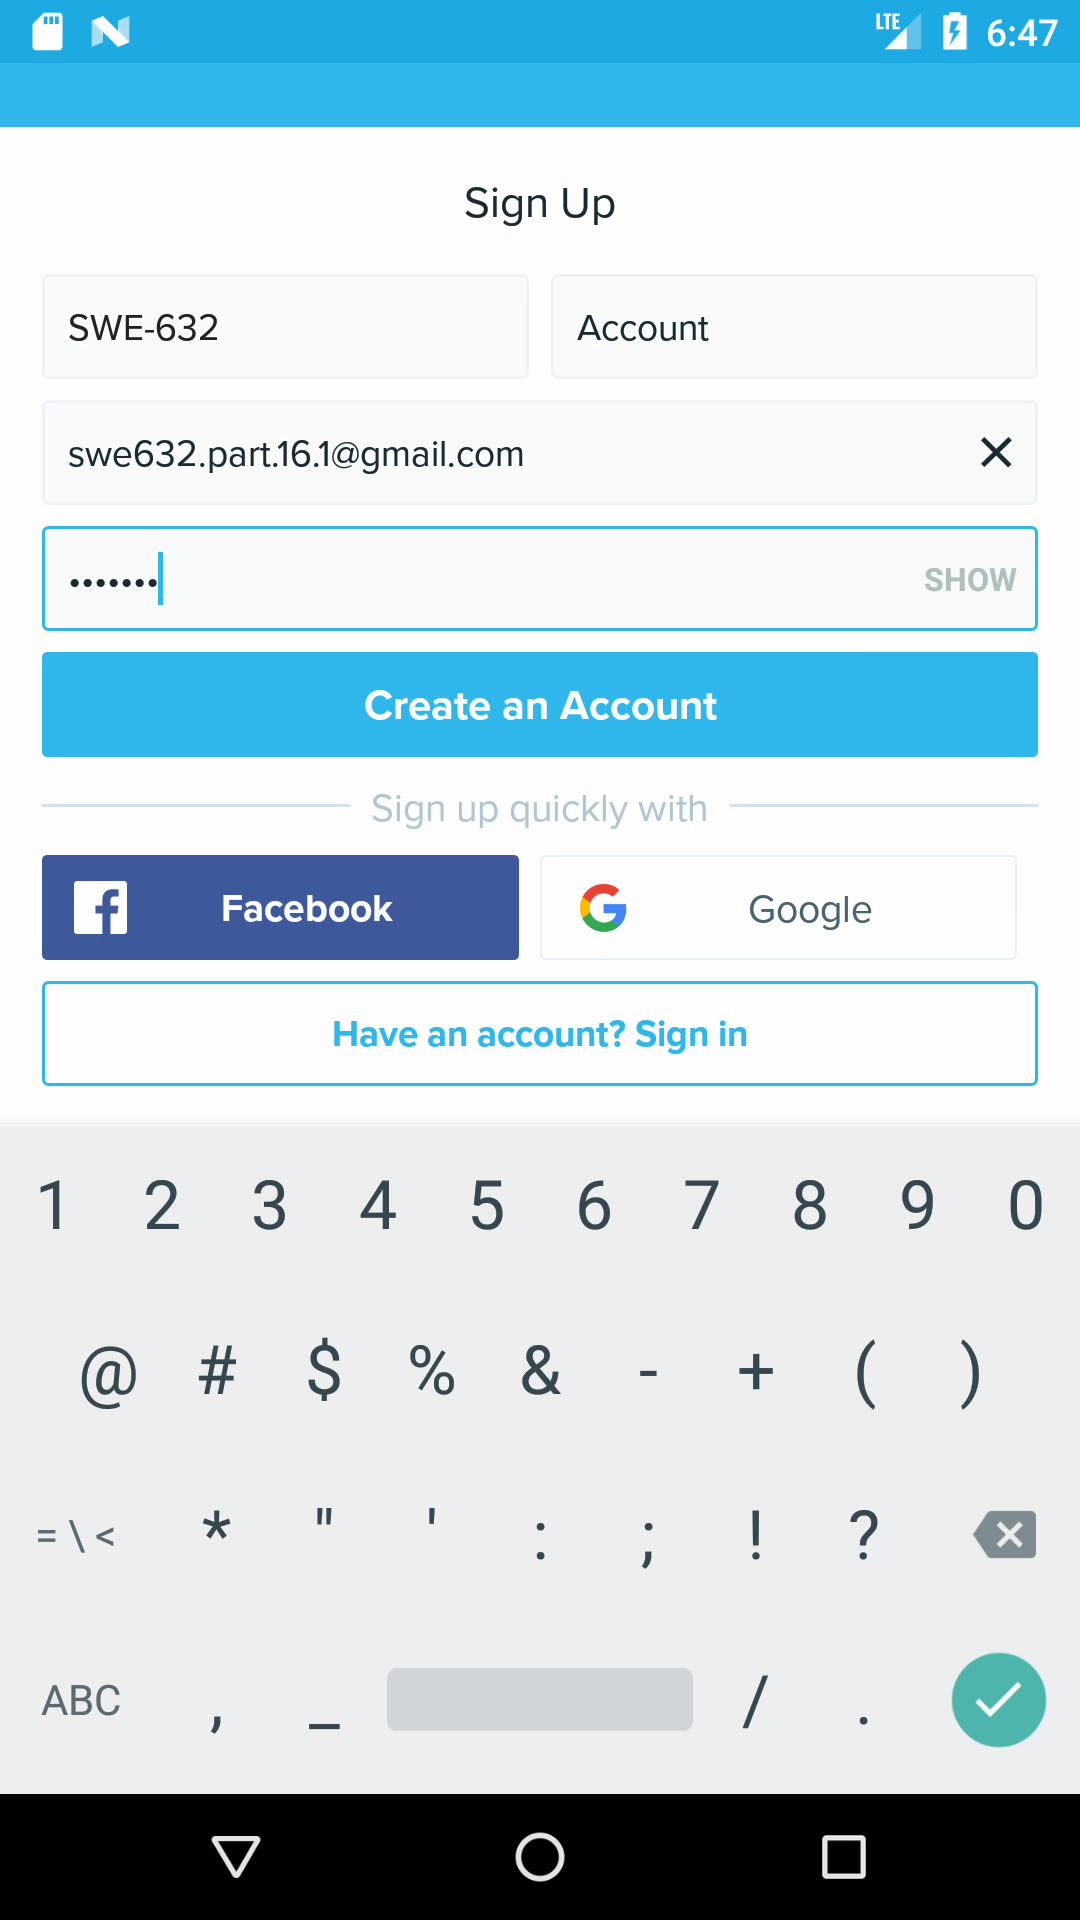 LTE 6:47
Sign Up
SWE-632 Account
swe632.part.16.1@gmail.com
••••••• SHOW
Create an Account
Sign up quickly with
Facebook Google
Have an account? Sign in
1 2 3 4 5 6 7 8 9 0
@ # $ % & - + ( )
= \ < * " ' : ; ! ?
ABC , _ / .